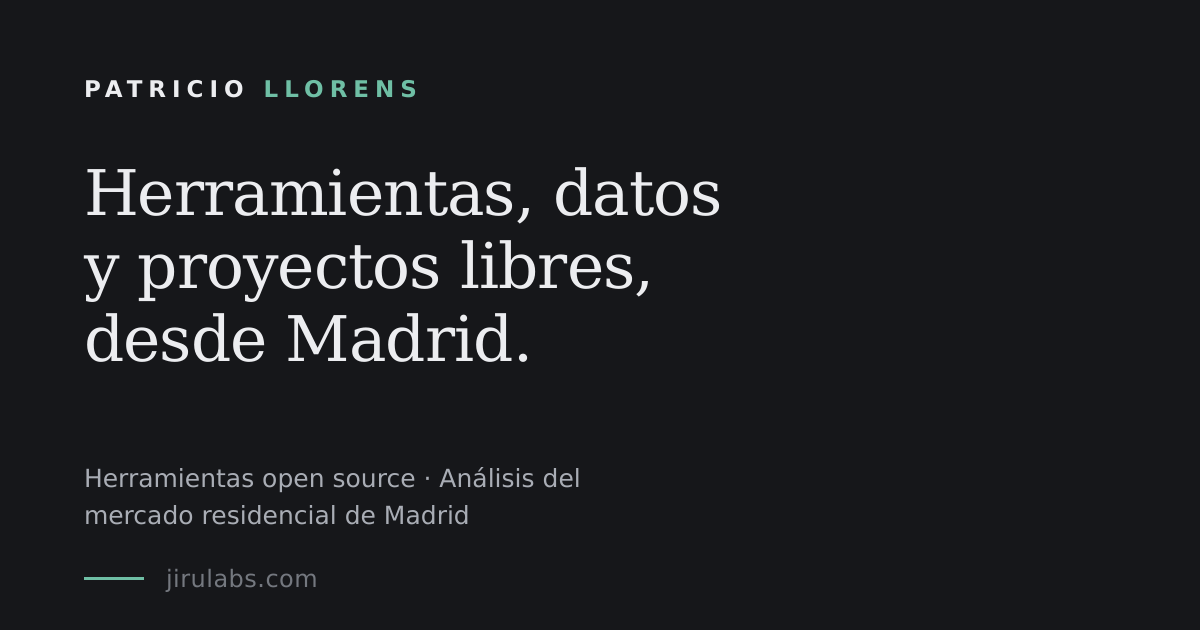 PATRICIO LLORENS
Herramientas, datos
y proyectos libres,
desde Madrid.
Herramientas open source · Análisis del
mercado residencial de Madrid
jirulabs.com